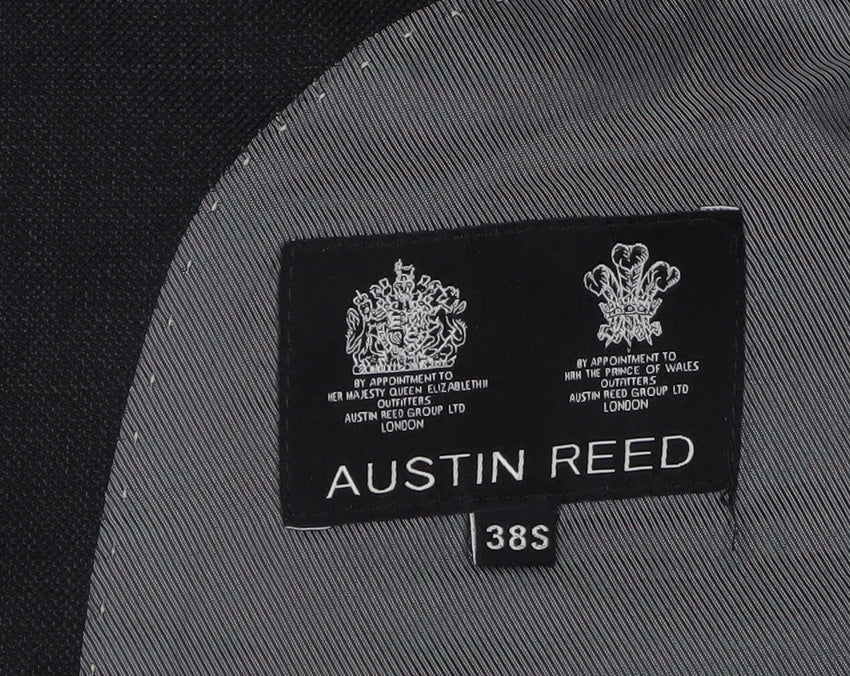 BY APPOINTMENT TO
HER MAJESTY QUEEN ELIZABETH II
OUTFITTERS
AUSTIN REED GROUP LTD
LONDON
BY APPOINTMENT TO
HRH THE PRINCE OF WALES
OUTFITTERS
AUSTIN REED GROUP LTD
LONDON
AUSTIN REED
38S